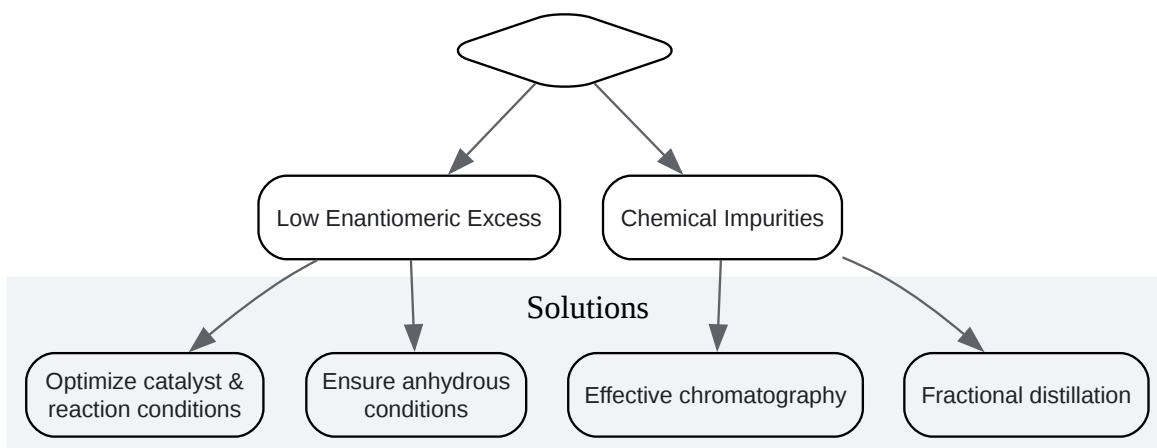 Low Enantiomeric Excess
Chemical Impurities
Solutions
Optimize catalyst &
reaction conditions
Ensure anhydrous
conditions
Effective chromatography
Fractional distillation